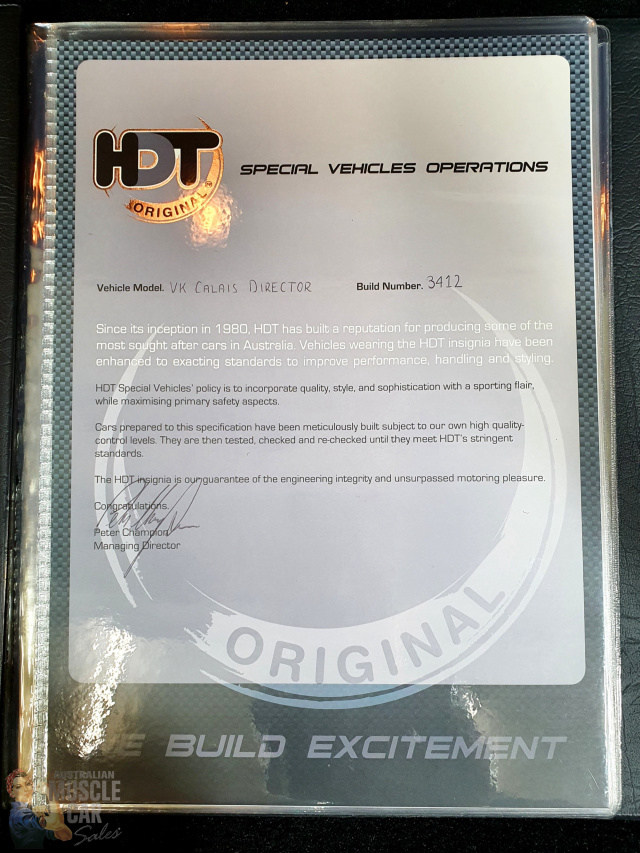 HDT
ORIGINAL
SPECIAL VEHICLES OPERATIONS
Vehicle Model. VK CALAIS DIRECTOR Build Number. 3412
Since its inception in 1980, HDT has built a reputation for producing some of the
most sought after cars in Australia. Vehicles wearing the HDT insignia have been
enhanced to exacting standards to improve performance, handling and styling.
HDT Special Vehicles' policy is to incorporate quality, style, and sophistication with a sporting flair,
while maximising primary safety aspects.
Cars prepared to this specification have been meticulously built subject to our own high quality-
control levels. They are then tested, checked and re-checked until they meet HDT's stringent
standards.
The HDT insignia is our guarantee of the engineering integrity and unsurpassed motoring pleasure.
Congratulations.
Peter Champion
Managing Director
ORIGINAL
WE BUILD EXCITEMENT
AUSTRALIAN
MUSCLE
CAR
Sales